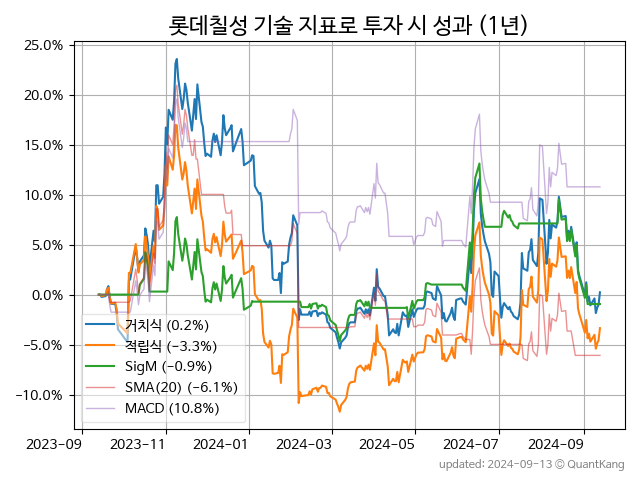 롯데칠성 기술 지표로 투자 시 성과 (1년)
25.0%
20.0%
15.0%
10.0%
5.0%
0.0%
−5.0%
−10.0%
거치식 (0.2%)
적립식 (−3.3%)
SigM (−0.9%)
SMA(20) (−6.1%)
MACD (10.8%)
2023-09 2023-11 2024-01 2024-03 2024-05 2024-07 2024-09
updated: 2024-09-13 © QuantKang